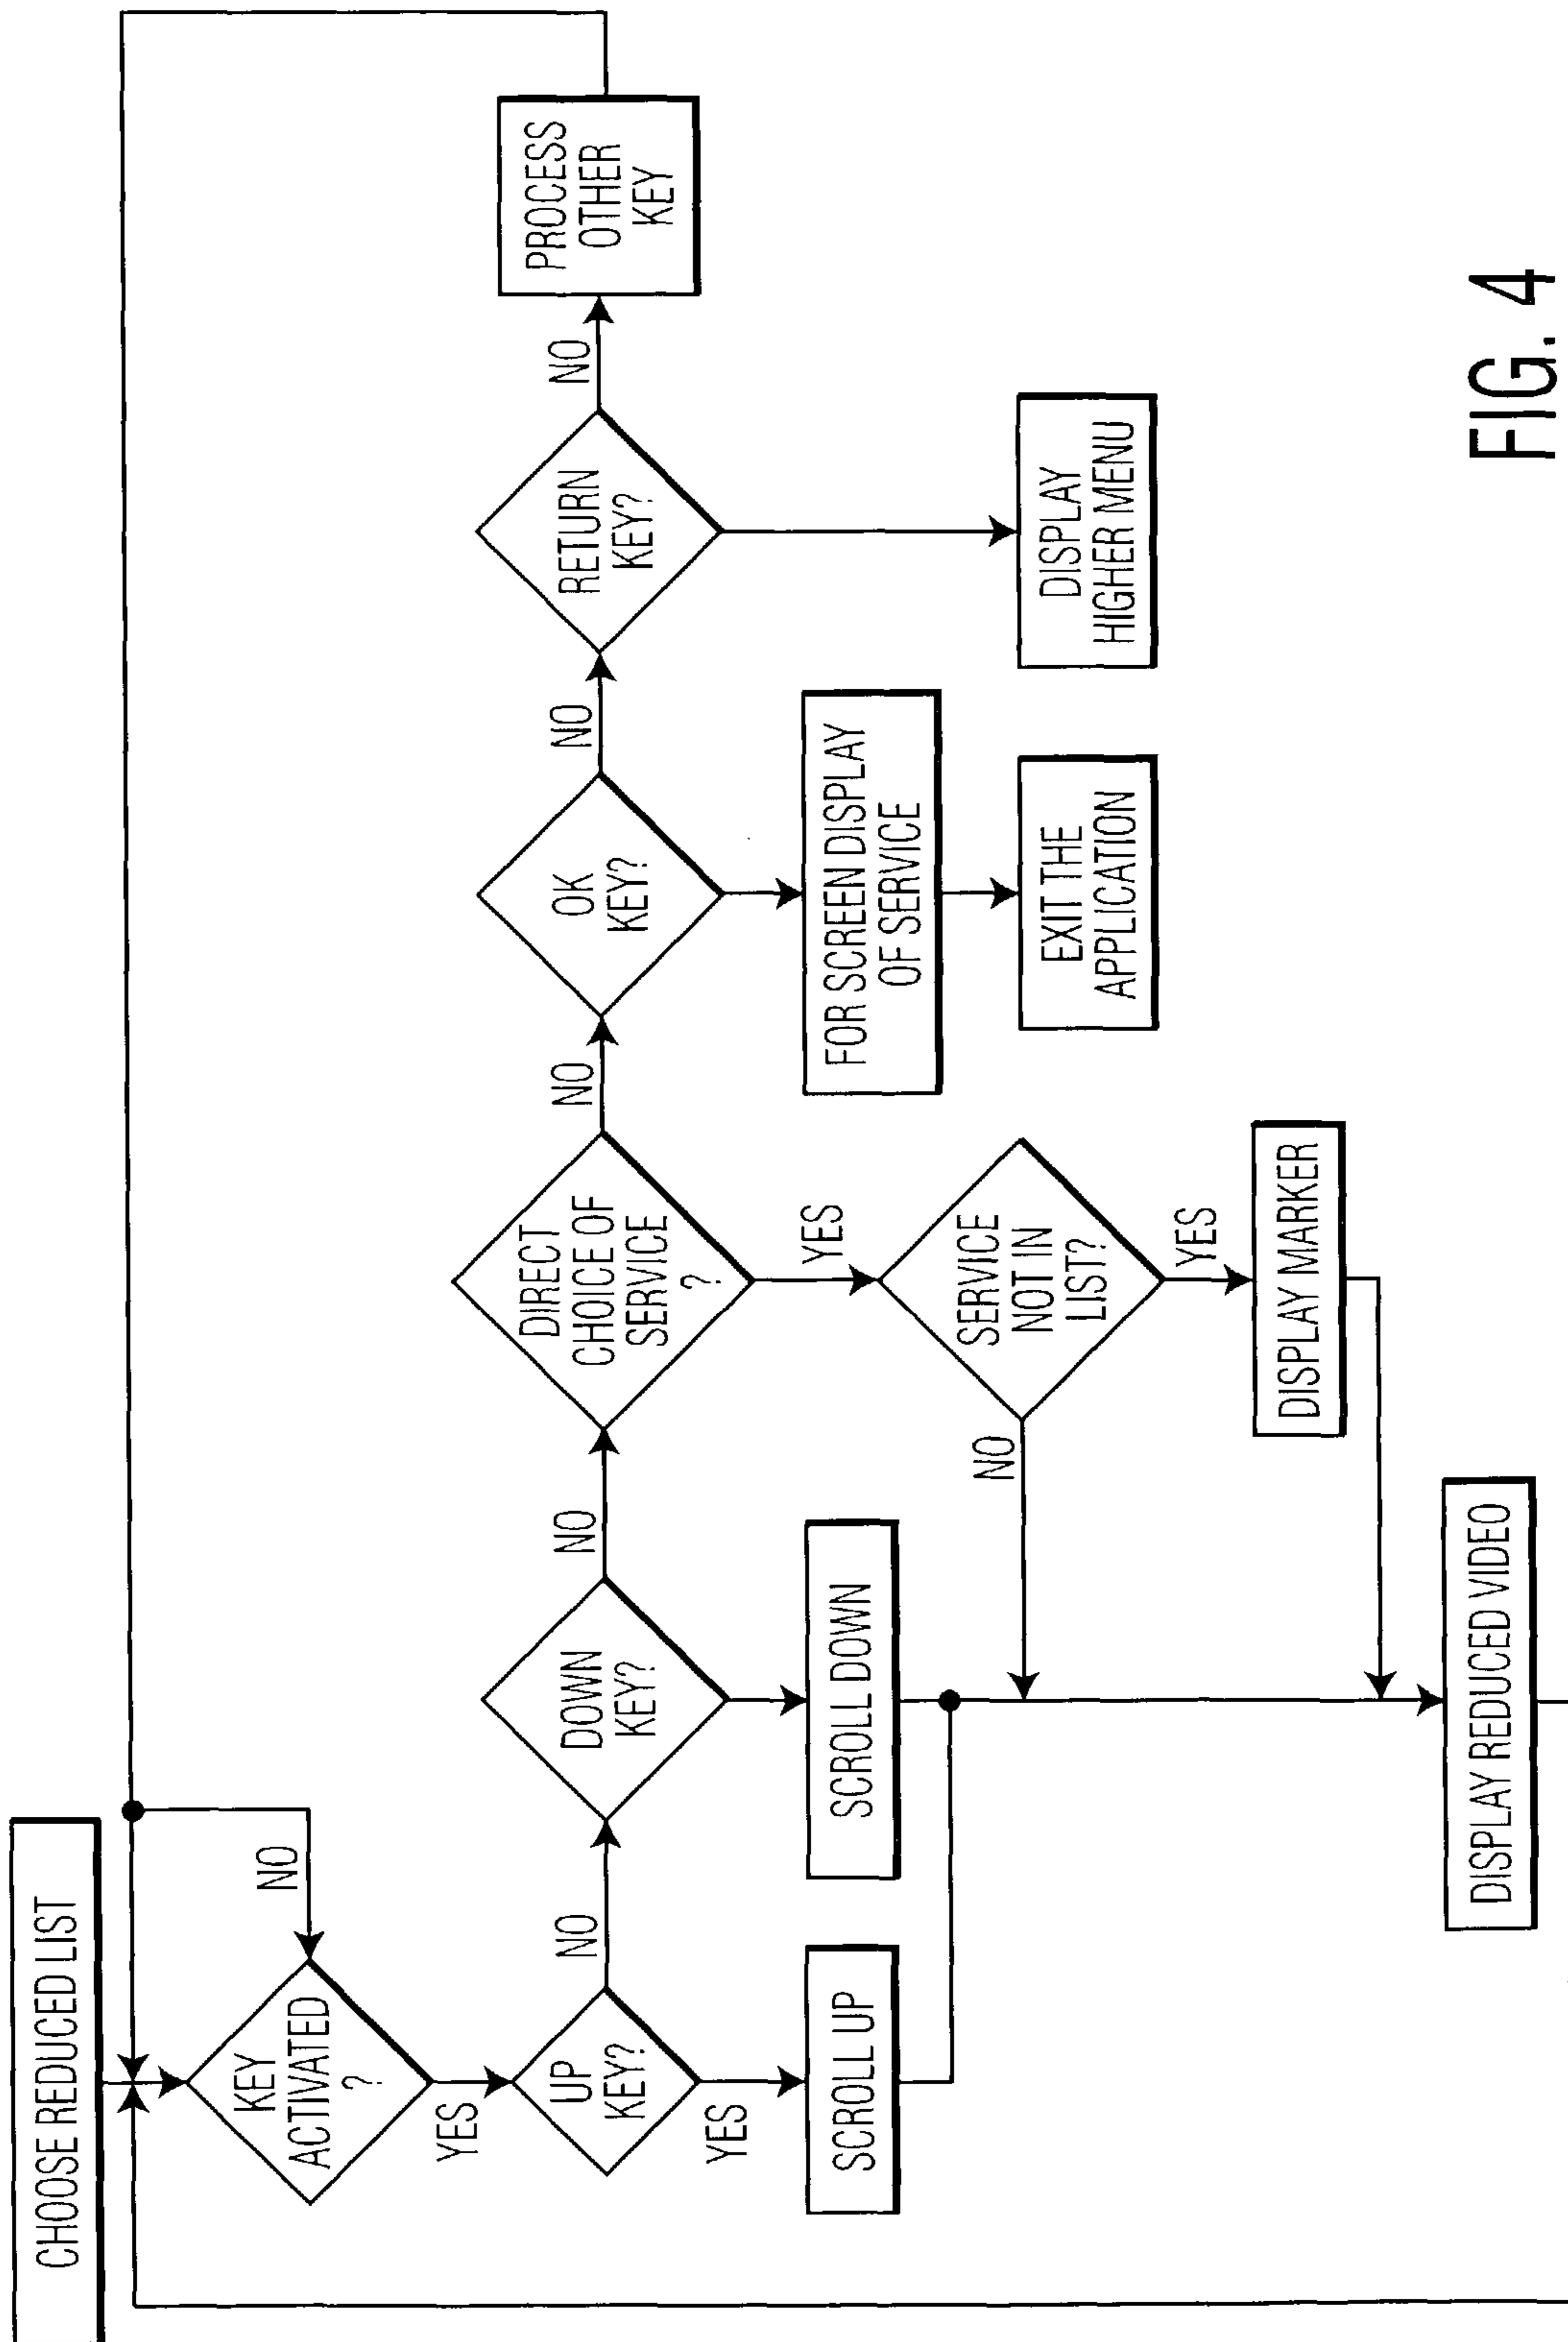 CHOOSE REDUCED LIST
KEY
ACTIVATED
?
NO
YES
UP
KEY?
NO
YES
SCROLL UP
DOWN
KEY?
NO
SCROLL DOWN
DIRECT
CHOICE OF
SERVICE
?
NO
YES
SERVICE
NOT IN
LIST?
NO
YES
DISPLAY MARKER
DISPLAY REDUCED VIDEO
OK
KEY?
NO
FOR SCREEN DISPLAY
OF SERVICE
EXIT THE
APPLICATION
RETURN
KEY?
NO
DISPLAY
HIGHER MENU
PROCESS
OTHER
KEY
FIG. 4